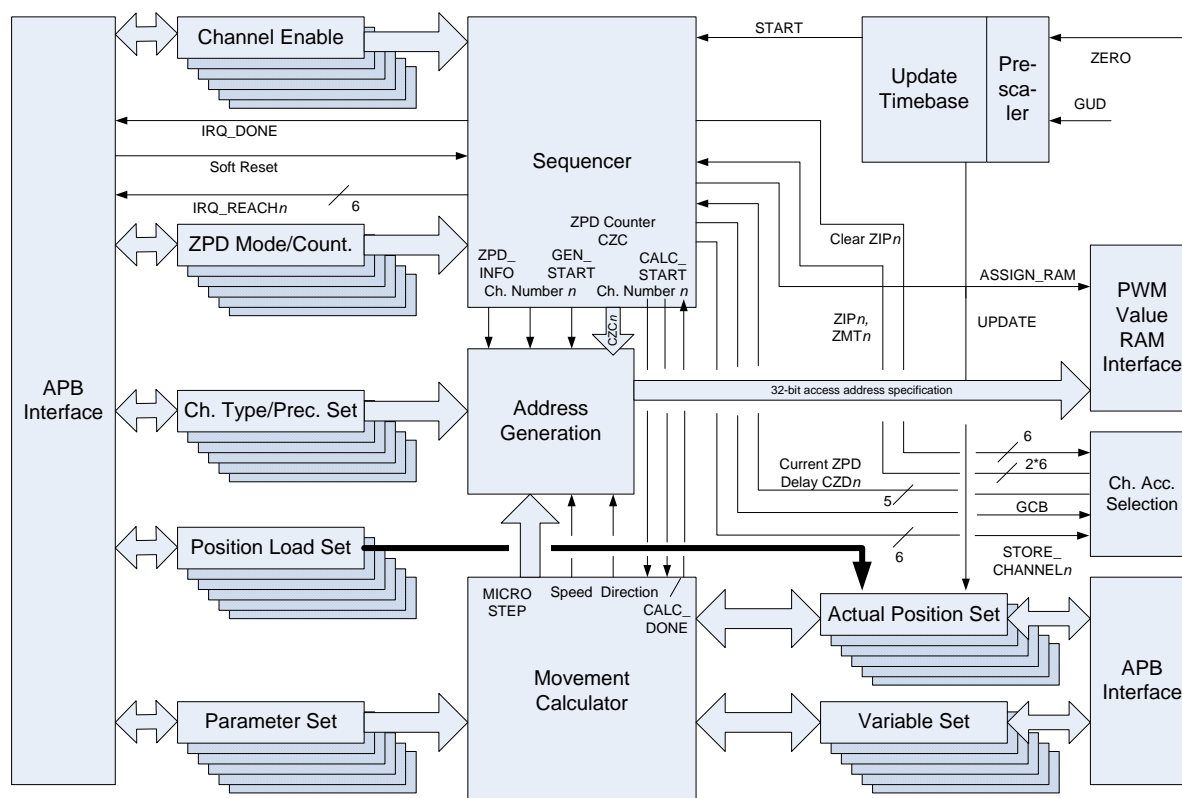 APB
Interface
Channel Enable
IRQ_DONE
Soft Reset
IRQ_REACHn
6
ZPD Mode/Count.
Ch. Type/Prec. Set
Position Load Set
Parameter Set
Sequencer
ZPD Counter
CZC
ZPD_
INFO
GEN_
START
CALC_
START
Ch. Number n
Ch. Number n
CZCn
Address
Generation
MICRO
STEP
Speed
Direction
CALC_
DONE
Movement
Calculator
START
Update
Timebase
Pre-
sca-
ler
ZERO
GUD
Clear ZIPn
ASSIGN_RAM
ZIPn,
ZMTn
UPDATE
PWM
Value
RAM
Interface
32-bit access address specification
6
2*6
Current ZPD
Delay CZDn
5
GCB
6
STORE_
CHANNELn
Ch. Acc.
Selection
Actual Position Set
Variable Set
APB
Interface